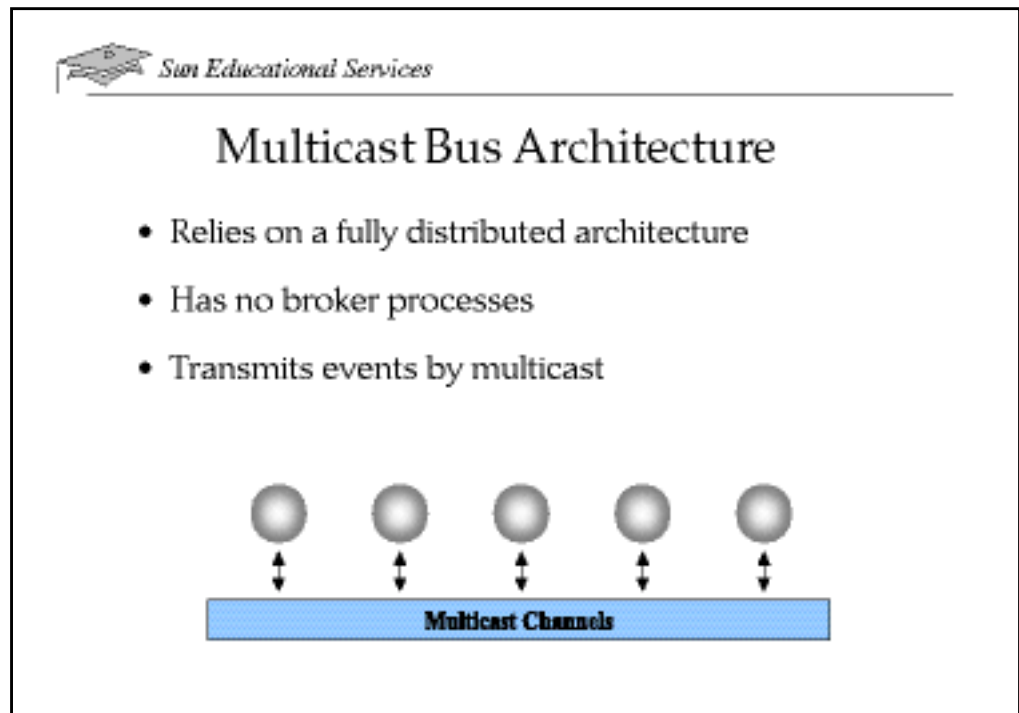 Sun Educational Services
Multicast Bus Architecture
• Relies on a fully distributed architecture
• Has no broker processes
• Transmits events by multicast
Multicast Channels